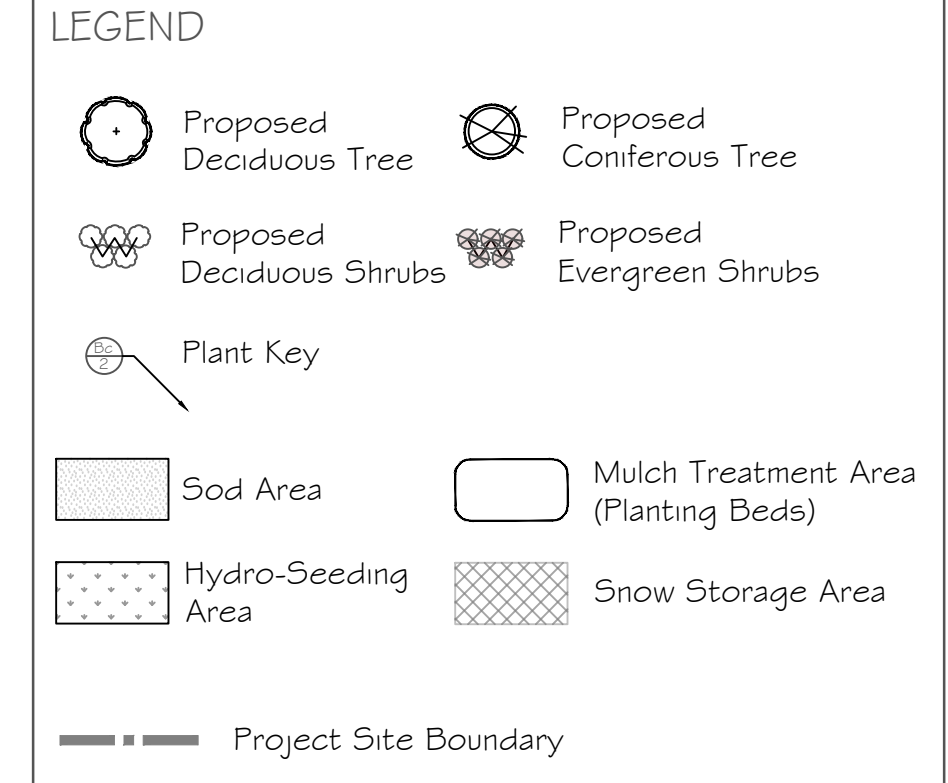 LEGEND
Proposed
Deciduous Tree
Proposed
Coniferous Tree
Proposed
Deciduous Shrubs
Proposed
Evergreen Shrubs
Bc
2
Plant Key
Sod Area
Mulch Treatment Area
(Planting Beds)
Hydro-Seeding
Area
Snow Storage Area
Project Site Boundary